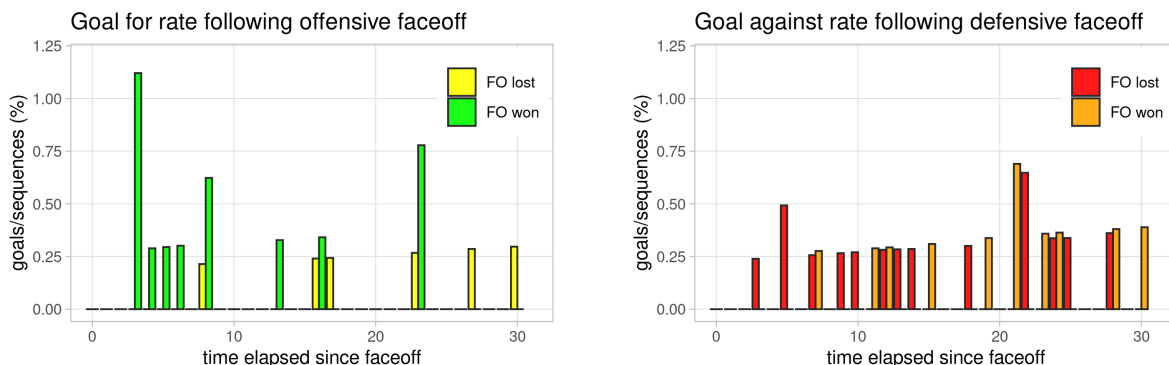 Goal for rate following offensive faceoff
goals/sequences (%)
1.25
1.00
0.75
0.50
0.25
0.00
FO lost
FO won
0 10 20 30
time elapsed since faceoff
Goal against rate following defensive faceoff
goals/sequences (%)
1.25
1.00
0.75
0.50
0.25
0.00
FO lost
FO won
0 10 20 30
time elapsed since faceoff